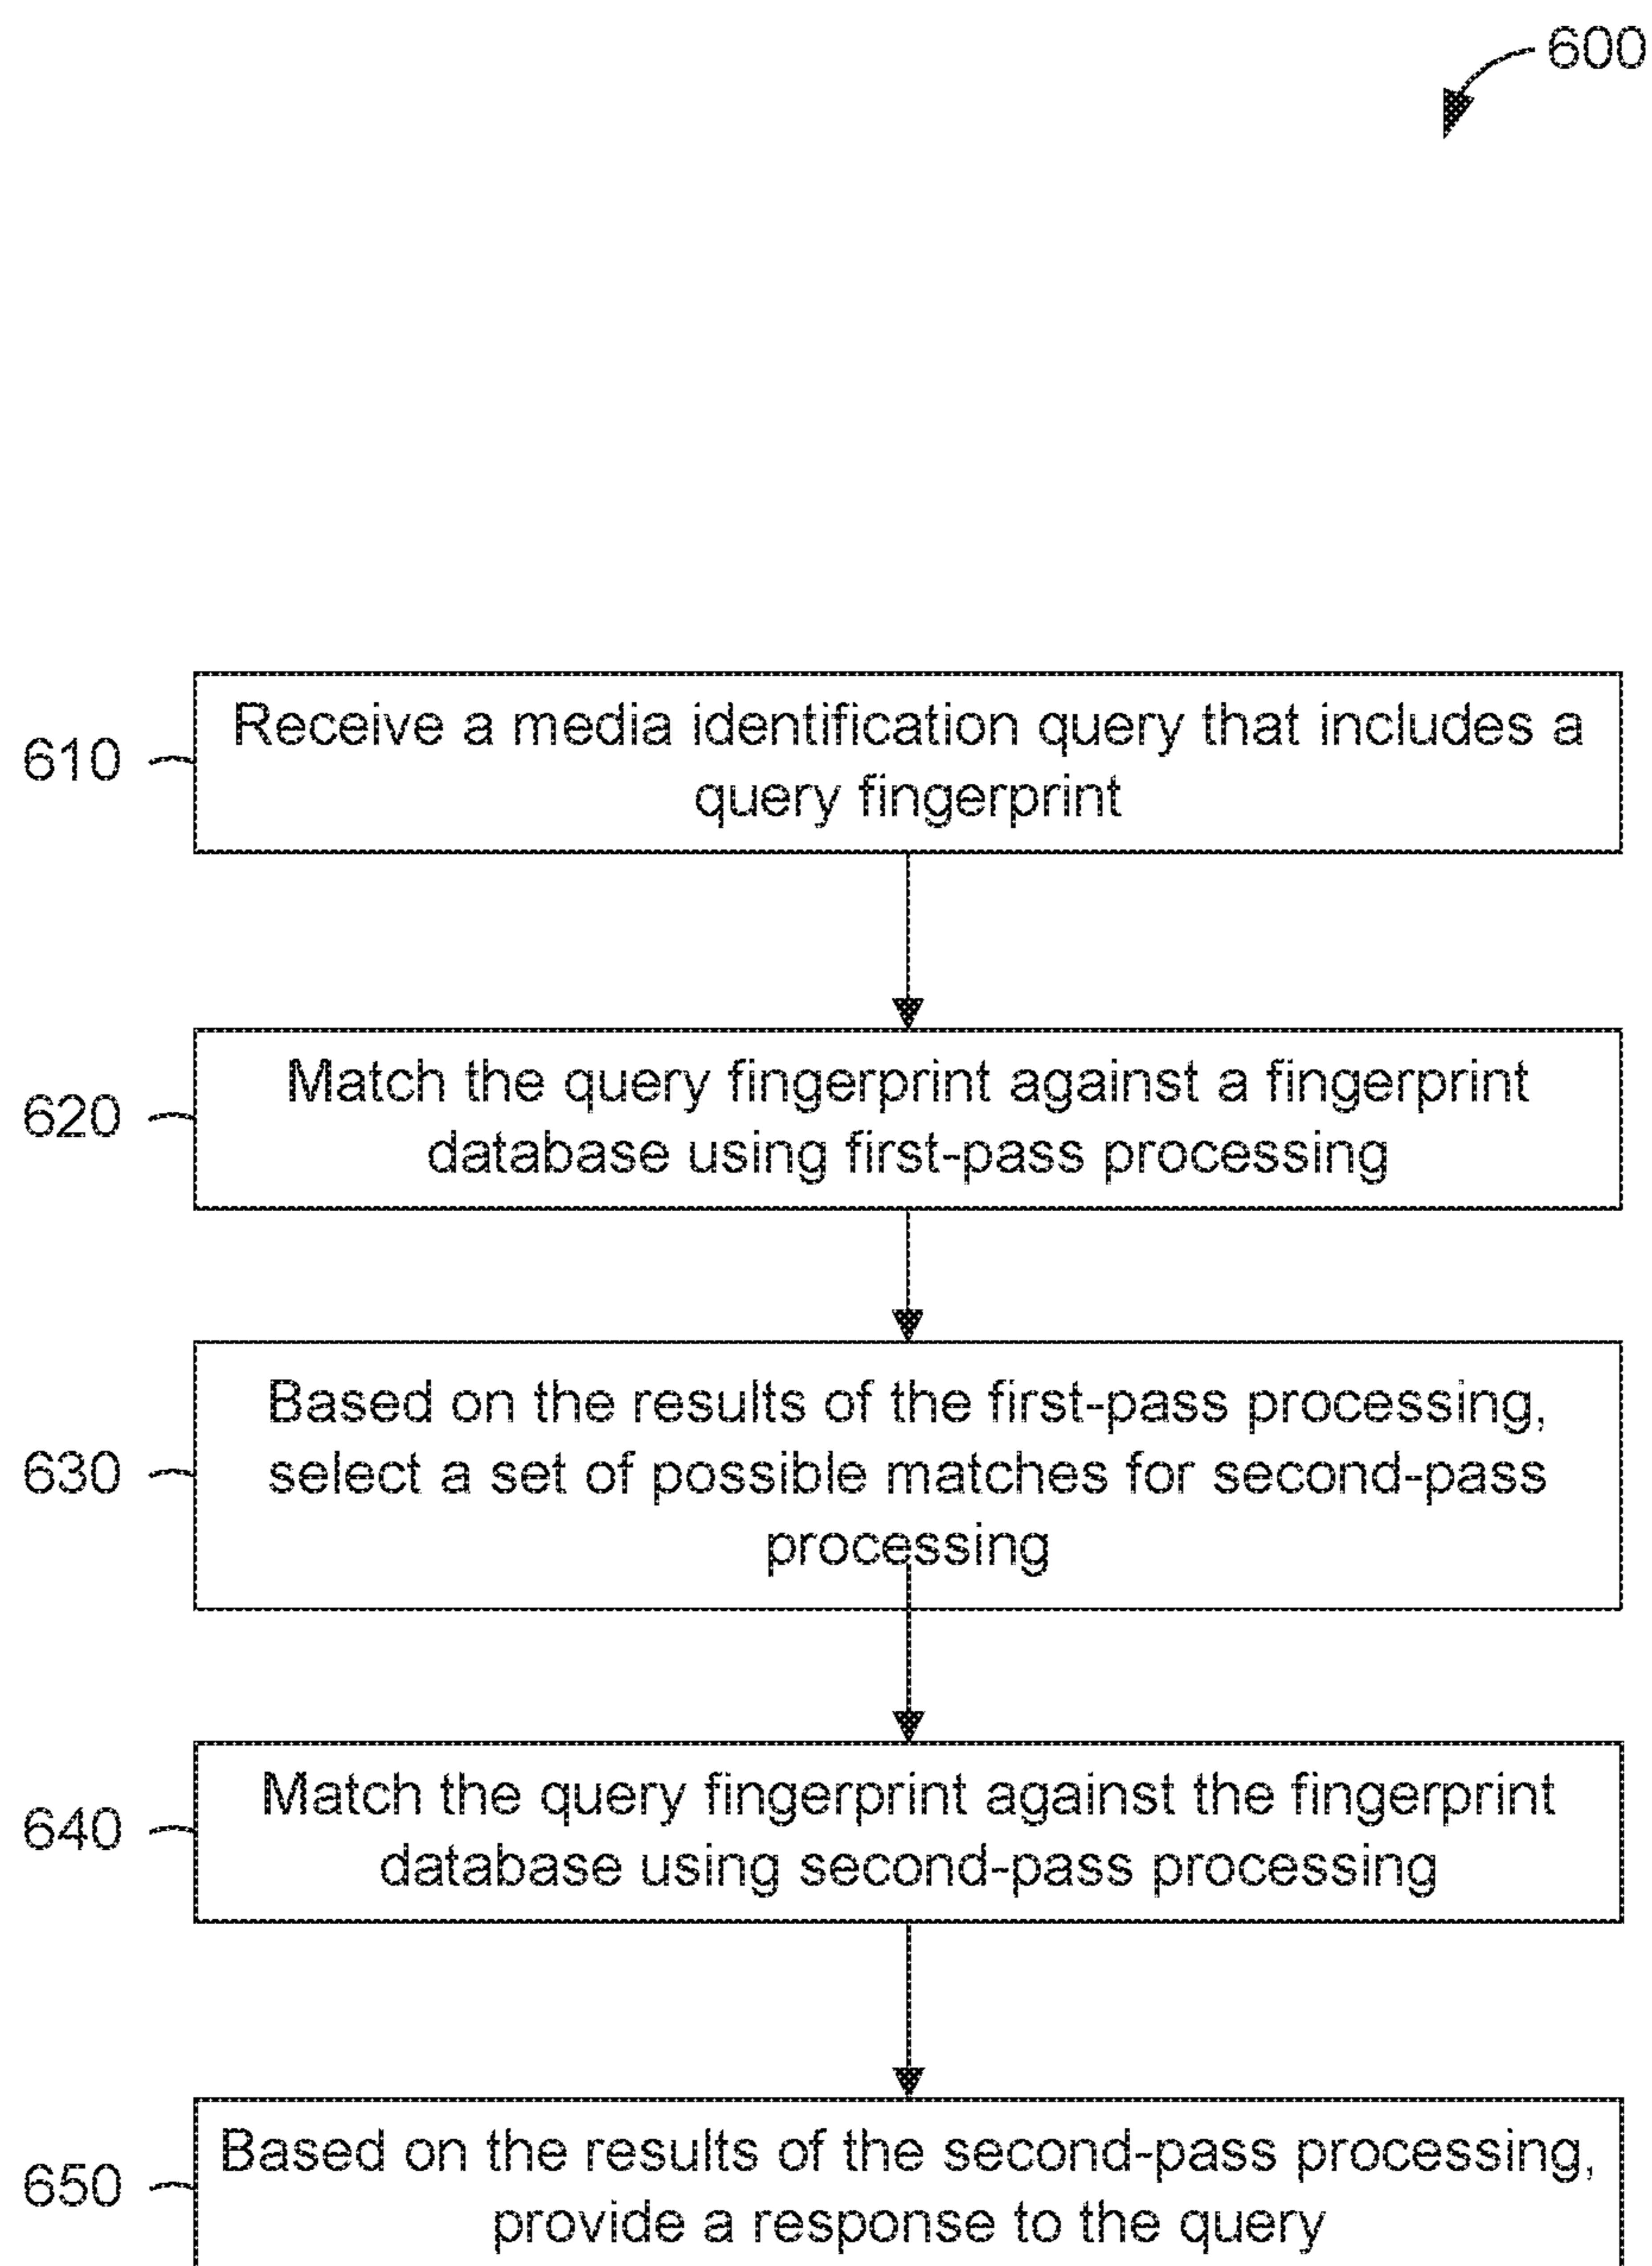 600
610
Receive a media identification query that includes a
query fingerprint
620
Match the query fingerprint against a fingerprint
database using first-pass processing
630
Based on the results of the first-pass processing,
select a set of possible matches for second-pass
processing
640
Match the query fingerprint against the fingerprint
database using second-pass processing
650
Based on the results of the second-pass processing,
provide a response to the query